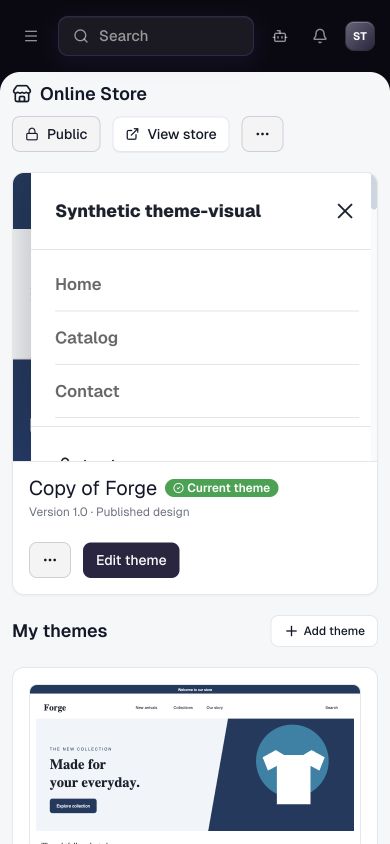 Search
ST
Online Store
Public
View store
Synthetic theme-visual
Home
Catalog
Contact
Copy of Forge
Current theme
Version 1.0 · Published design
Edit theme
My themes
Add theme
Welcome to our store
Forge
New arrivals
Collections
Our story
Search
THE NEW COLLECTION
Made for
your everyday.
Explore collection